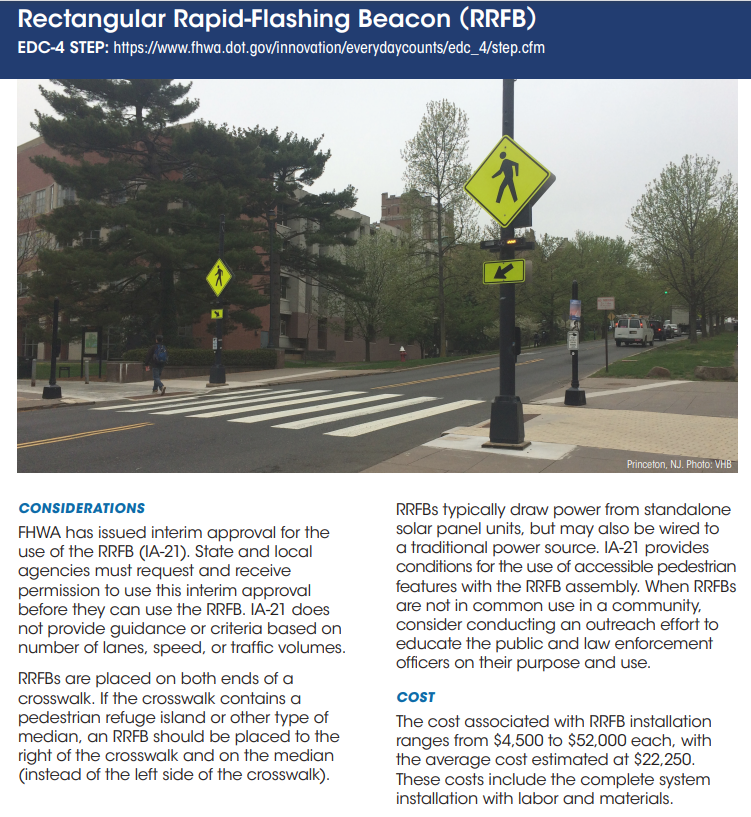 Rectangular Rapid-Flashing Beacon (RRFB)
EDC-4 STEP: https://www.fhwa.dot.gov/innovation/everydaycounts/edc_4/step.cfm
Princeton, NJ. Photo: VHB
CONSIDERATIONS
FHWA has issued interim approval for the
use of the RRFB (IA-21). State and local
agencies must request and receive
permission to use this interim approval
before they can use the RRFB. IA-21 does
not provide guidance or criteria based on
number of lanes, speed, or traffic volumes.
RRFBs are placed on both ends of a
crosswalk. If the crosswalk contains a
pedestrian refuge island or other type of
median, an RRFB should be placed to the
right of the crosswalk and on the median
(instead of the left side of the crosswalk).
RRFBs typically draw power from standalone
solar panel units, but may also be wired to
a traditional power source. IA-21 provides
conditions for the use of accessible pedestrian
features with the RRFB assembly. When RRFBs
are not in common use in a community,
consider conducting an outreach effort to
educate the public and law enforcement
officers on their purpose and use.
COST
The cost associated with RRFB installation
ranges from $4,500 to $52,000 each, with
the average cost estimated at $22,250.
These costs include the complete system
installation with labor and materials.